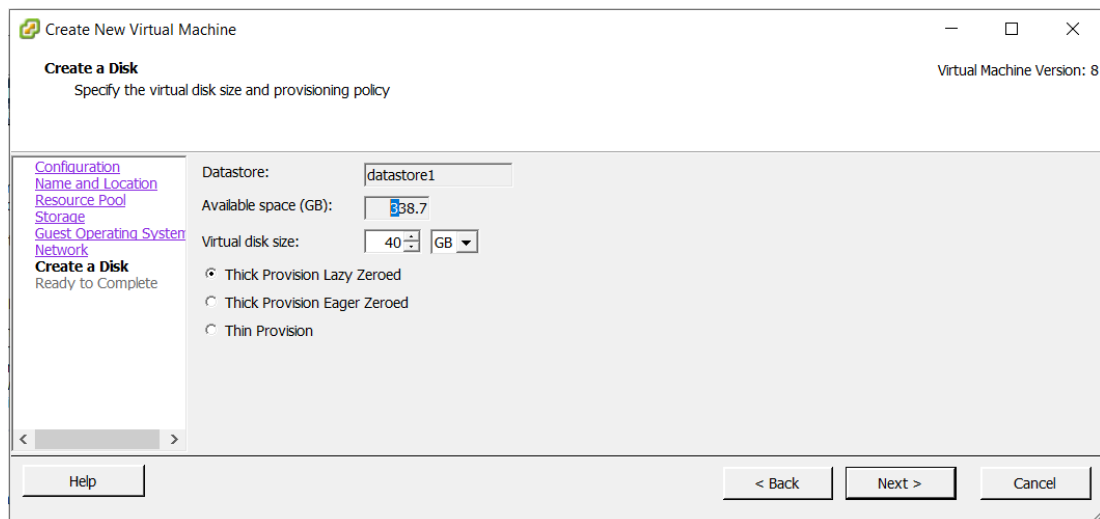 Create New Virtual Machine
Create a Disk
Specify the virtual disk size and provisioning policy
Virtual Machine Version: 8
Configuration
Name and Location
Resource Pool
Storage
Guest Operating System
Network
Create a Disk
Ready to Complete
Datastore: datastore1
Available space (GB): 338.7
Virtual disk size: 40 GB
Thick Provision Lazy Zeroed
Thick Provision Eager Zeroed
Thin Provision
Help
< Back
Next >
Cancel